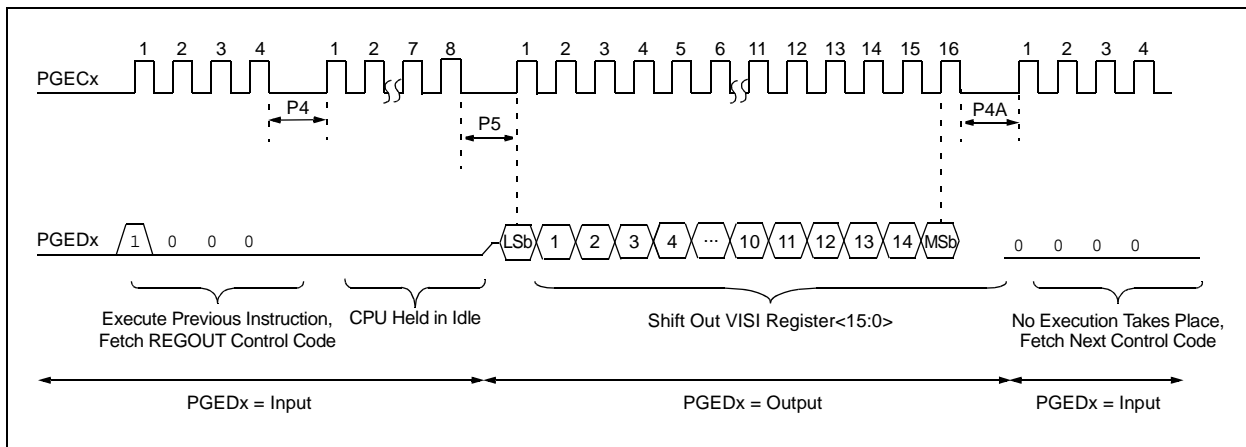 1 2 3 4 1 2 7 8 1 2 3 4 5 6 11 12 13 14 15 16 1 2 3 4
PGECx
P4 P5 P4A
PGEDx 1 0 0 0 LSb 1 2 3 4 ... 10 11 12 13 14 MSb 0 0 0 0
Execute Previous Instruction,
Fetch REGOUT Control Code
CPU Held in Idle
Shift Out VISI Register<15:0>
No Execution Takes Place,
Fetch Next Control Code
PGEDx = Input PGEDx = Output PGEDx = Input